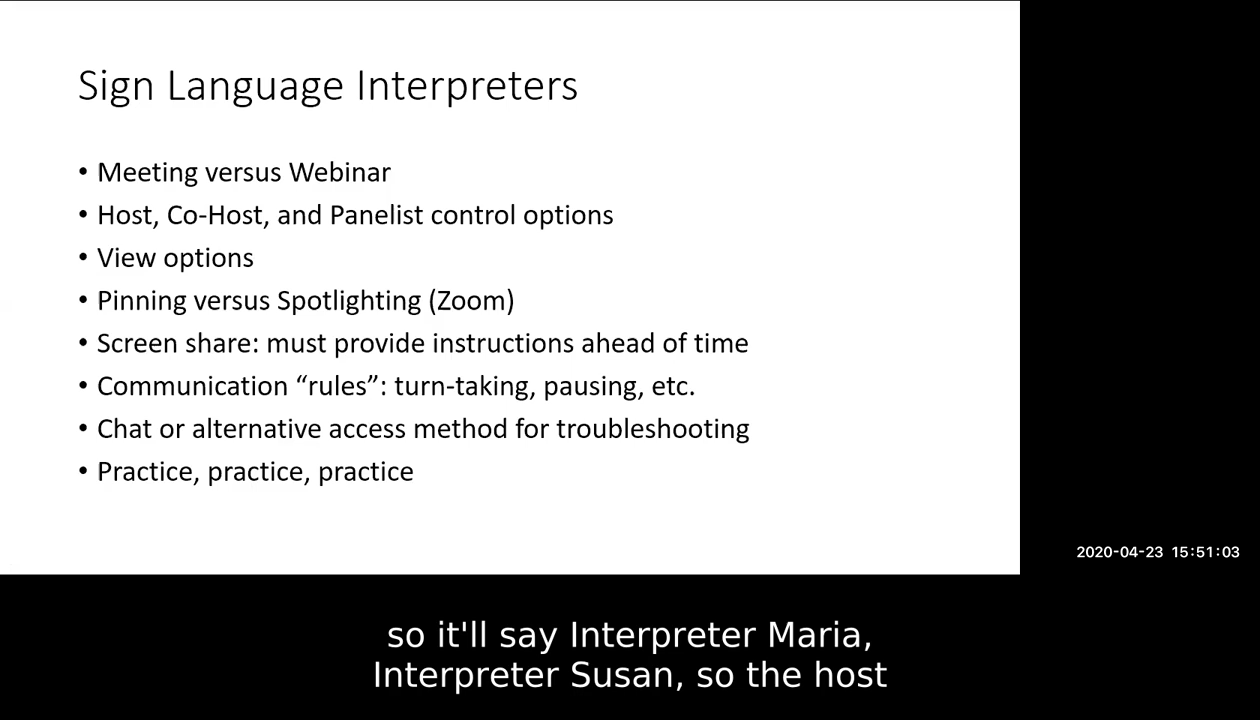 Sign Language Interpreters
• Meeting versus Webinar
• Host, Co-Host, and Panelist control options
• View options
• Pinning versus Spotlighting (Zoom)
• Screen share: must provide instructions ahead of time
• Communication “rules”: turn-taking, pausing, etc.
• Chat or alternative access method for troubleshooting
• Practice, practice, practice
2020-04-23 15:51:03
so it'll say Interpreter Maria,
Interpreter Susan, so the host